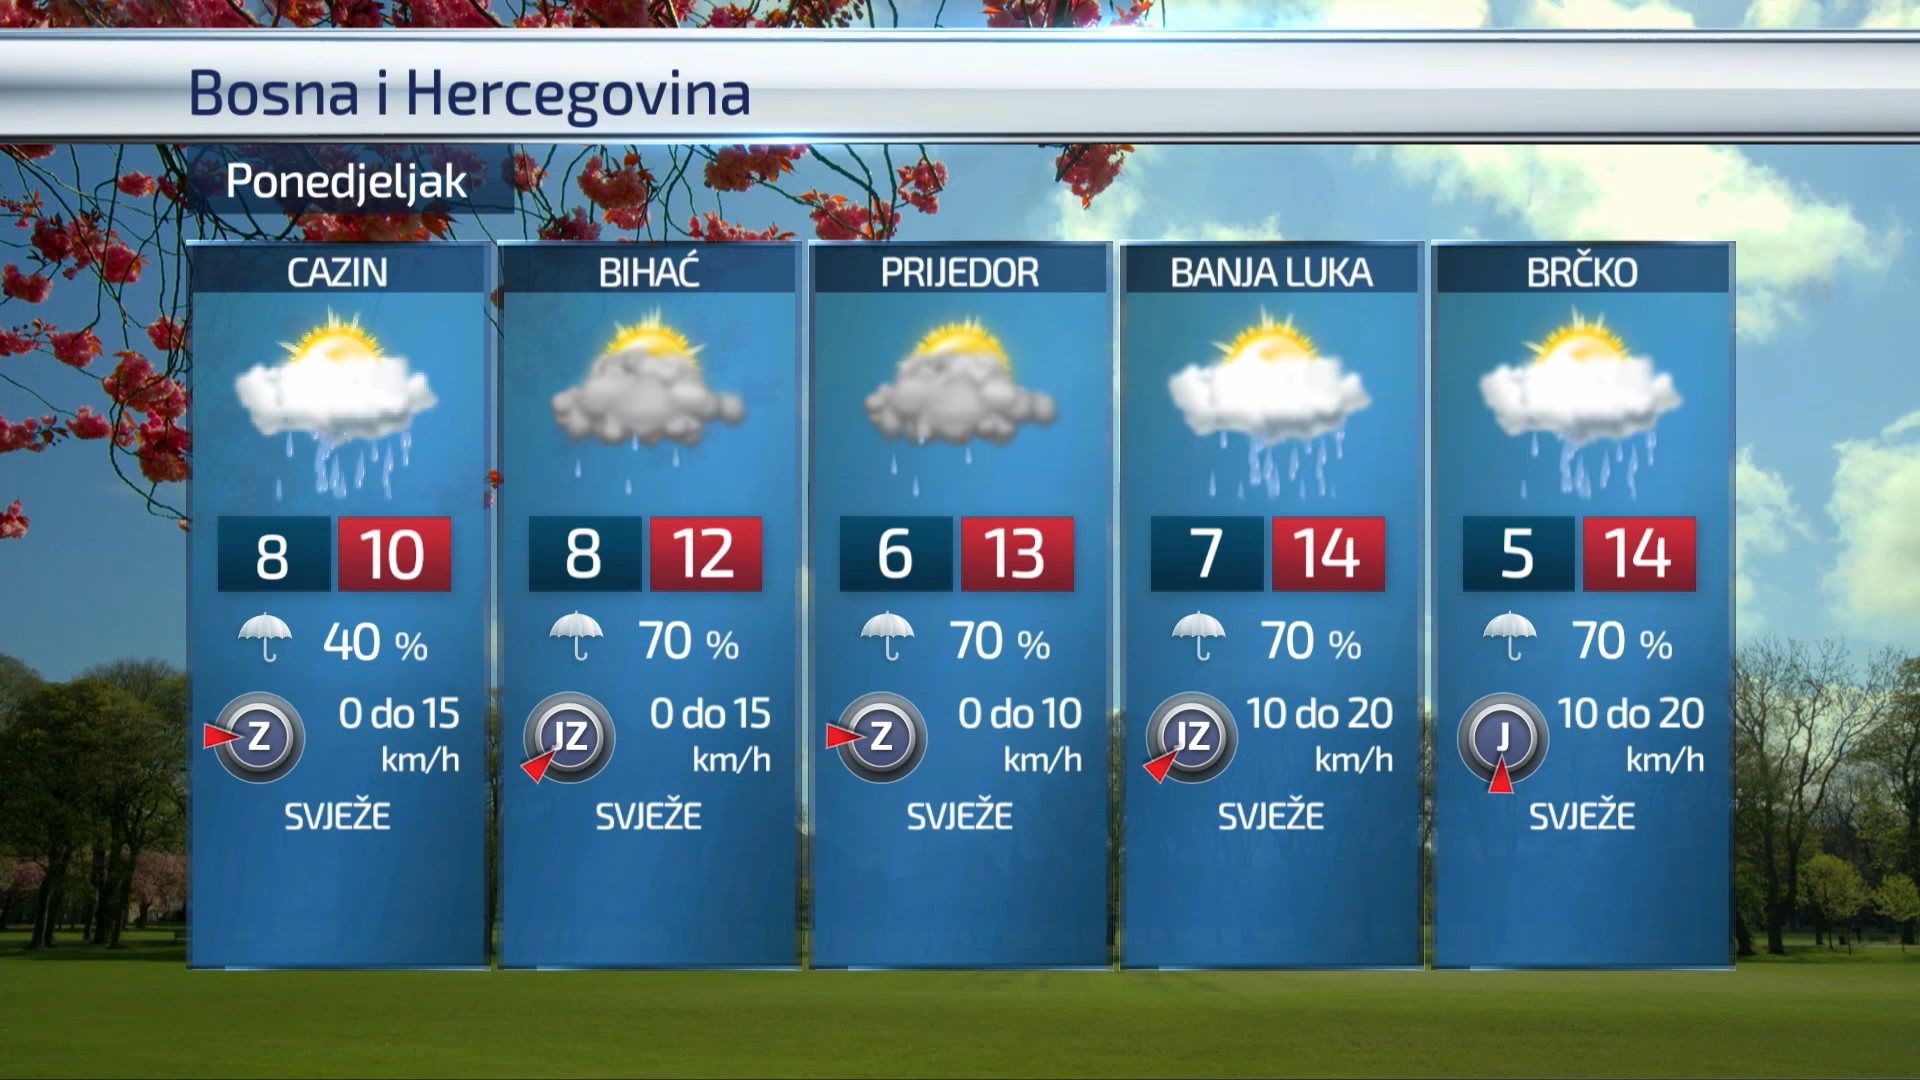 Bosna i Hercegovina
Ponedjeljak
CAZIN
8 10
40 %
Z 0 do 15
km/h
SVJEŽE
BIHAĆ
8 12
70 %
JZ 0 do 15
km/h
SVJEŽE
PRIJEDOR
6 13
70 %
Z 0 do 10
km/h
SVJEŽE
BANJA LUKA
7 14
70 %
JZ 10 do 20
km/h
SVJEŽE
BRČKO
5 14
70 %
J 10 do 20
km/h
SVJEŽE